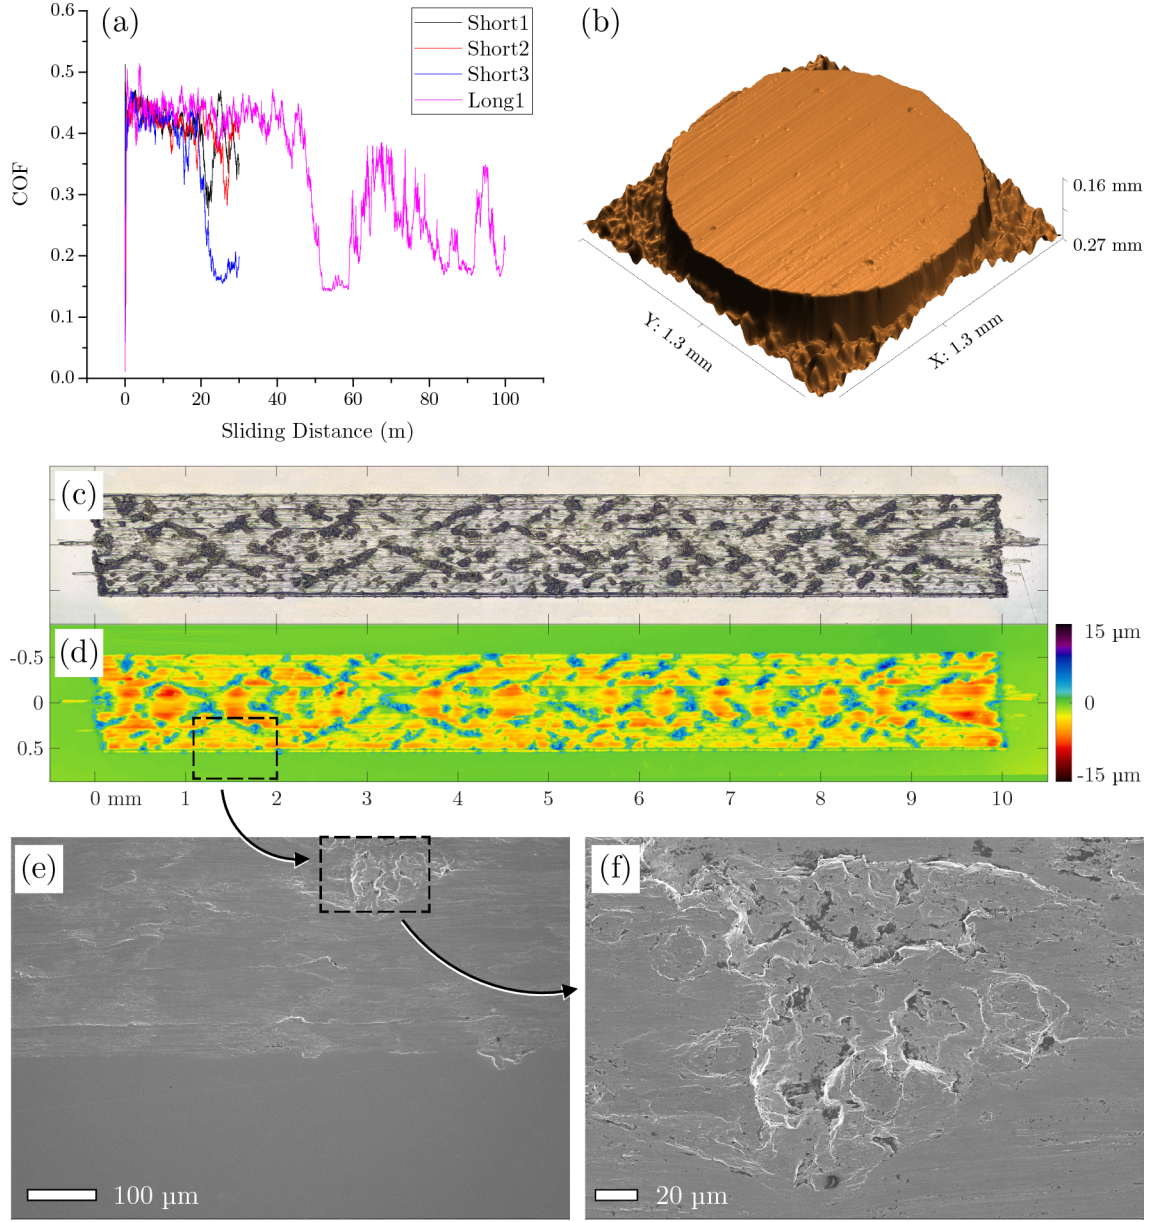 (a)
0.6
0.5
0.4
0.3
0.2
0.1
0.0
COF
0 20 40 60 80 100
Sliding Distance (m)
Short1
Short2
Short3
Long1
(b)
0.16 mm
0.27 mm
Y: 1.3 mm
X: 1.3 mm
(c)
(d)
-0.5
0
0.5
0 mm 1 2 3 4 5 6 7 8 9 10
15 µm
0
-15 µm
(e)
100 µm
(f)
20 µm